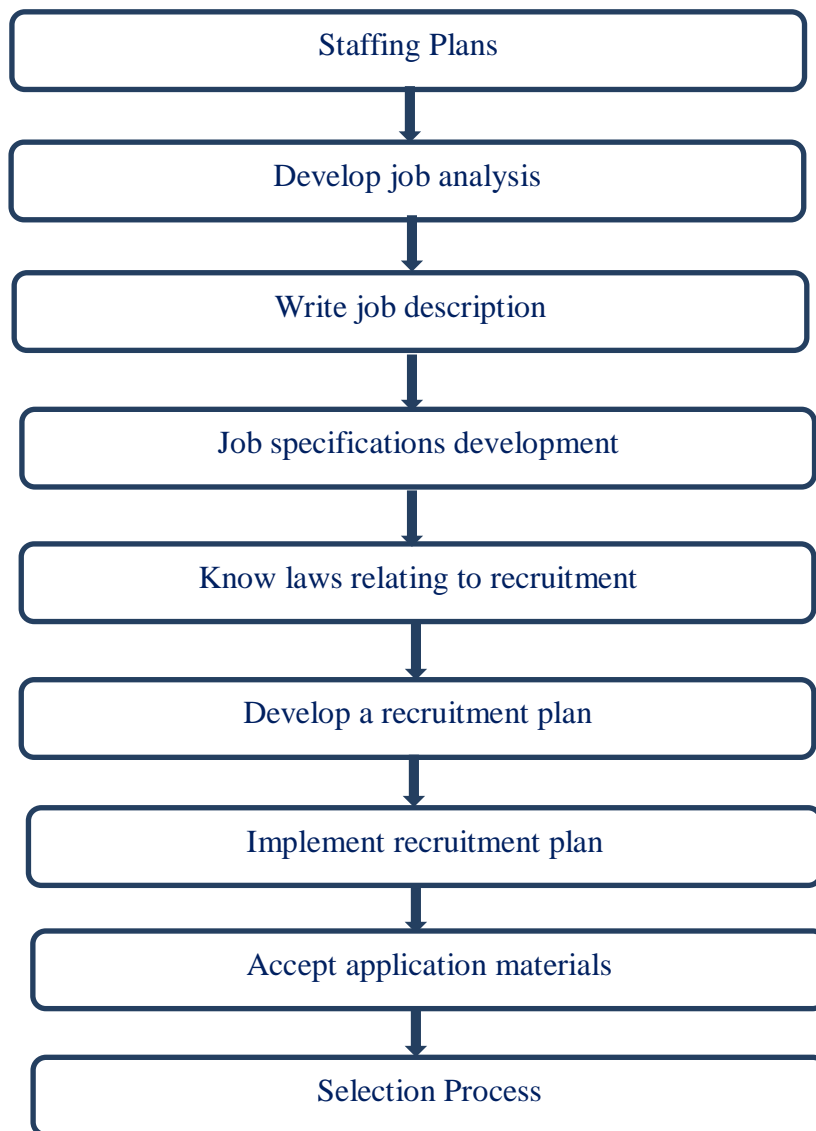 Staffing Plans
Develop job analysis
Write job description
Job specifications development
Know laws relating to recruitment
Develop a recruitment plan
Implement recruitment plan
Accept application materials
Selection Process